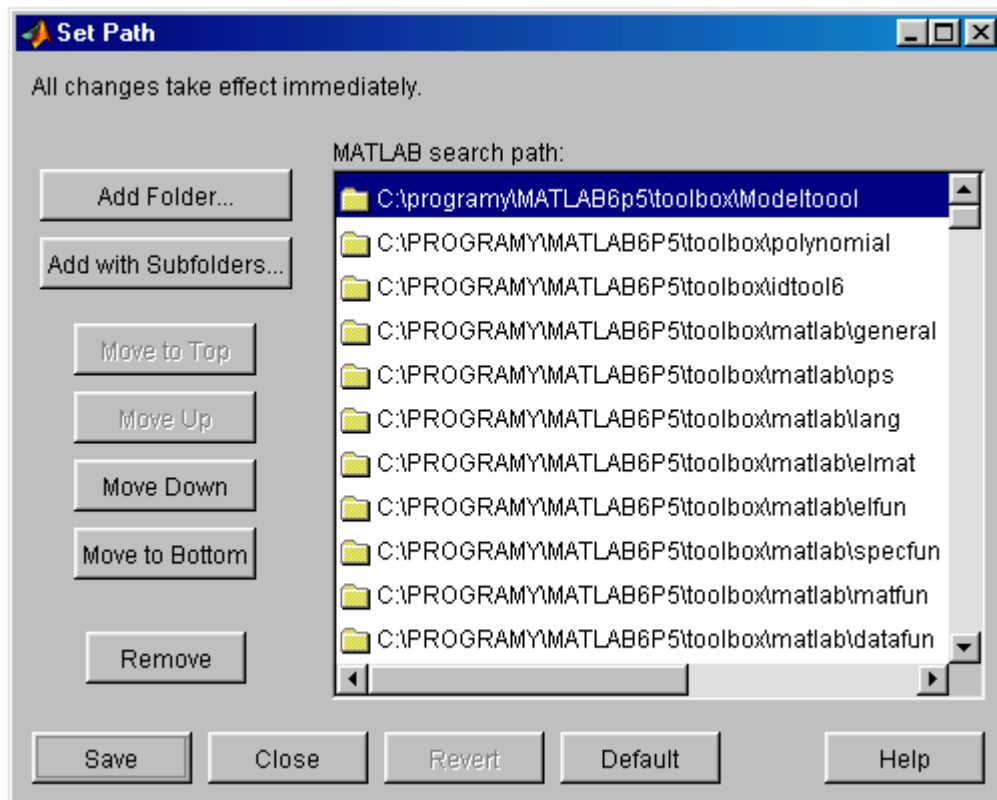 Set Path
All changes take effect immediately.
MATLAB search path:
Add Folder...
Add with Subfolders...
Move to Top
Move Up
Move Down
Move to Bottom
Remove
C:\programy\MATLAB6p5\toolbox\Modeltoool
C:\PROGRAMY\MATLAB6P5\toolbox\polynomial
C:\PROGRAMY\MATLAB6P5\toolbox\idtool6
C:\PROGRAMY\MATLAB6P5\toolbox\matlab\general
C:\PROGRAMY\MATLAB6P5\toolbox\matlab\ops
C:\PROGRAMY\MATLAB6P5\toolbox\matlab\lang
C:\PROGRAMY\MATLAB6P5\toolbox\matlab\elmat
C:\PROGRAMY\MATLAB6P5\toolbox\matlab\elfun
C:\PROGRAMY\MATLAB6P5\toolbox\matlab\specfun
C:\PROGRAMY\MATLAB6P5\toolbox\matlab\matfun
C:\PROGRAMY\MATLAB6P5\toolbox\matlab\datafun
Save
Close
Revert
Default
Help